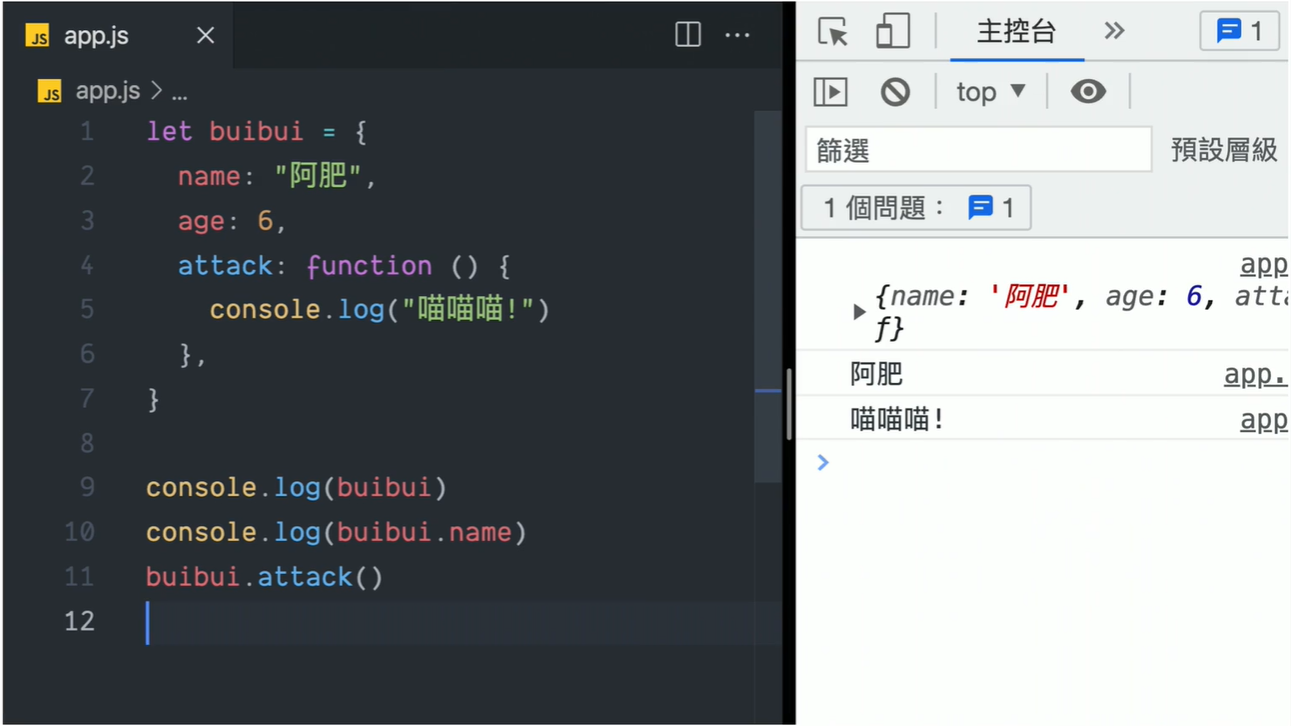 JS app.js
JS app.js > ...
1 let buibui = {
2 name: "阿肥",
3 age: 6,
4 attack: function () {
5 console.log("喵喵喵!")
6 },
7 }
8
9 console.log(buibui)
10 console.log(buibui.name)
11 buibui.attack()
12
主控台
1
top
篩選
預設層級
1 個問題： 1
app
{name: '阿肥', age: 6, atta
f}
阿肥 app.
喵喵喵! app